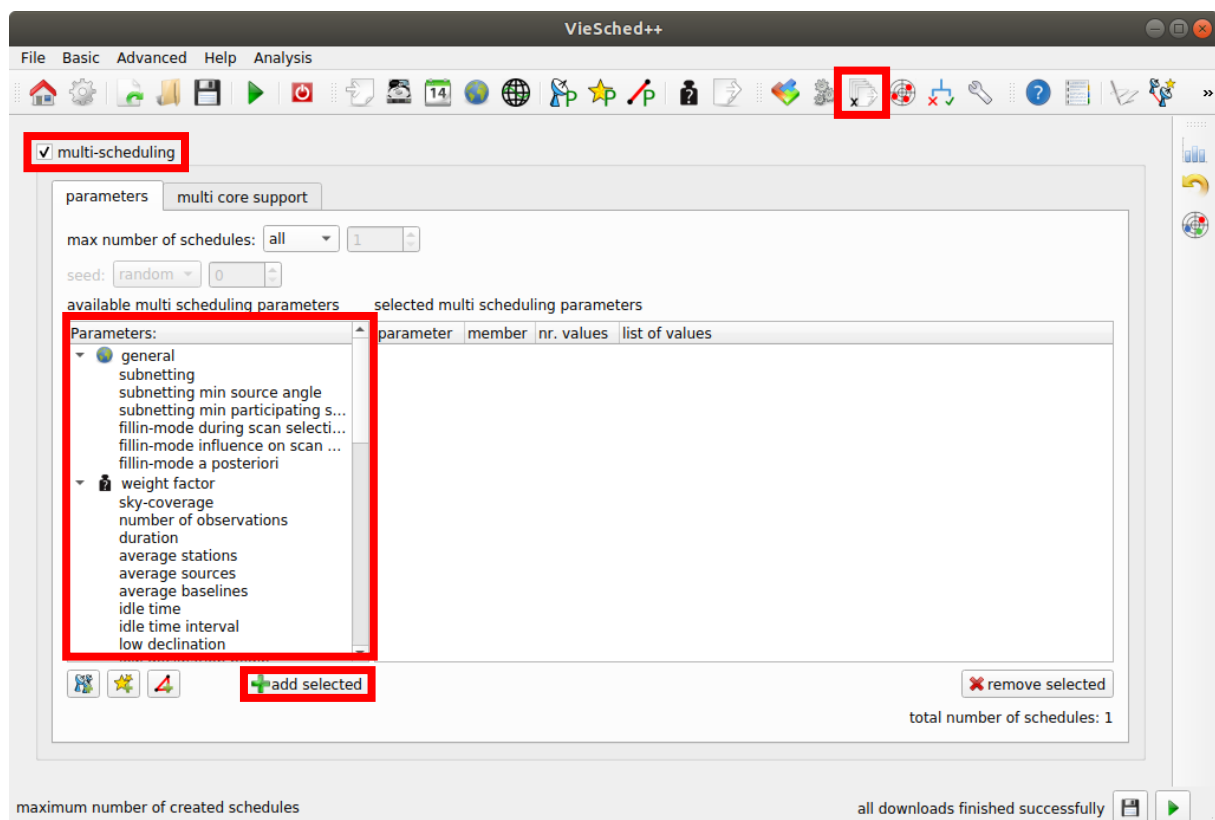 VieSched++
File Basic Advanced Help Analysis
14 P P P ? x ? »
multi-scheduling
parameters multi core support
max number of schedules: all 1
seed: random 0
available multi scheduling parameters selected multi scheduling parameters
Parameters: parameter member nr. values list of values
general
subnetting
subnetting min source angle
subnetting min participating s...
fillin-mode during scan selecti...
fillin-mode influence on scan ...
fillin-mode a posteriori
weight factor
sky-coverage
number of observations
duration
average stations
average sources
average baselines
idle time
idle time interval
low declination
add selected remove selected
total number of schedules: 1
maximum number of created schedules all downloads finished successfully